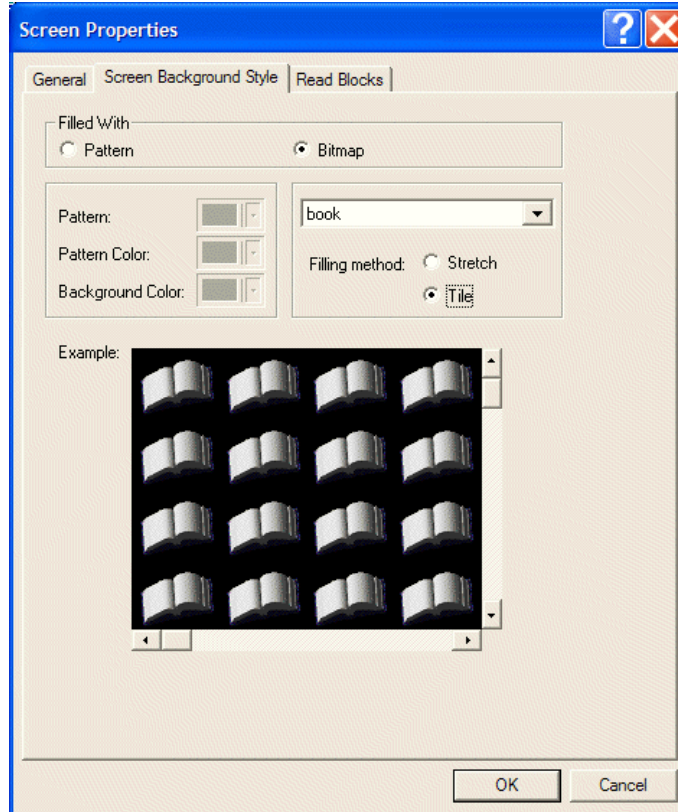 Screen Properties
General Screen Background Style Read Blocks
Filled With
Pattern Bitmap
Pattern:
Pattern Color:
Background Color:
book
Filling method: Stretch
Tile
Example:
OK Cancel